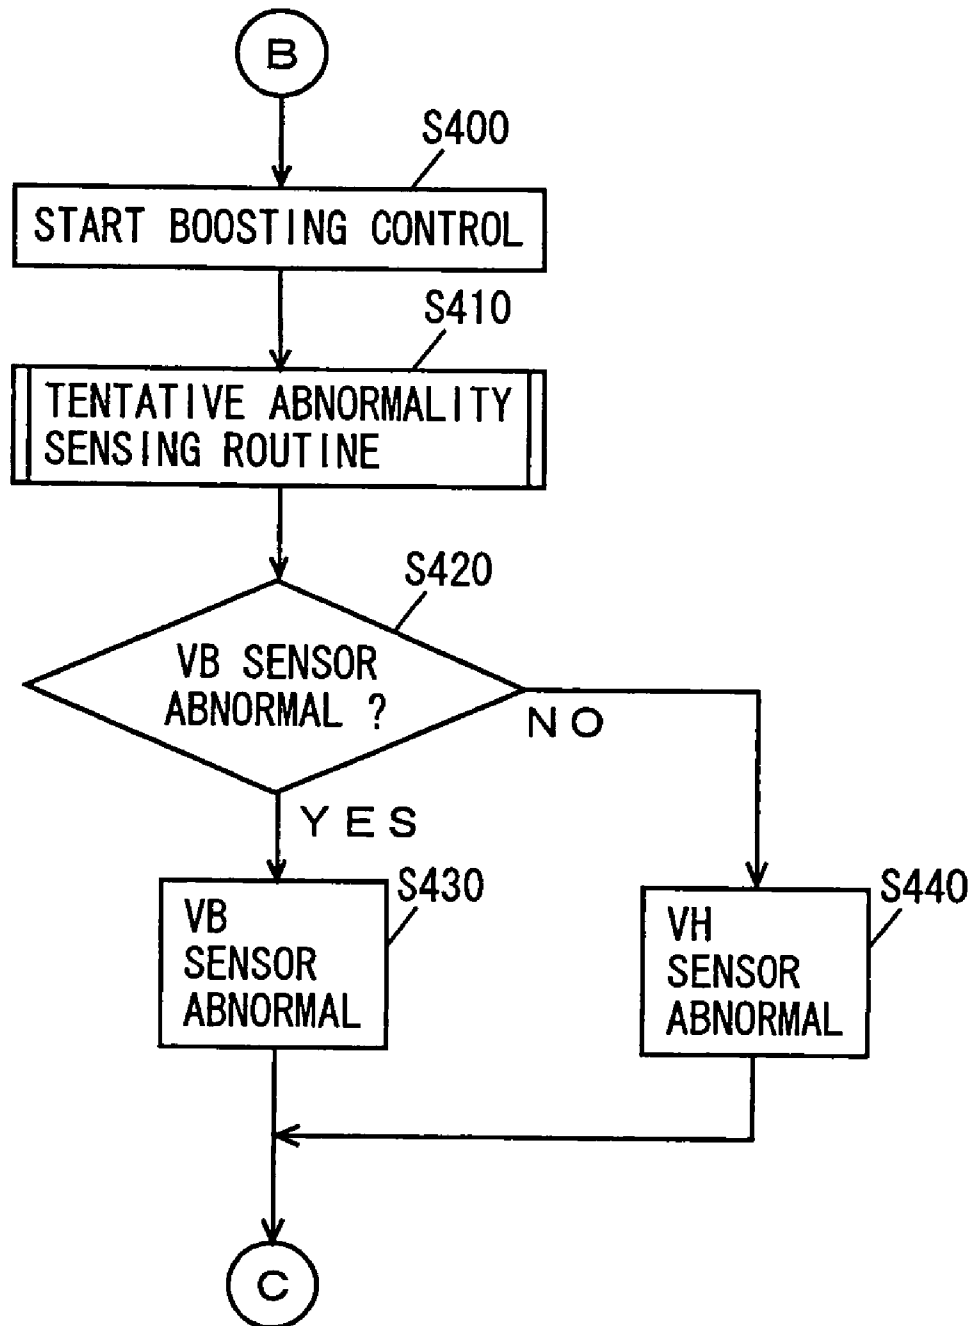 B
S400
START BOOSTING CONTROL
S410
TENTATIVE ABNORMALITY
SENSING ROUTINE
S420
VB SENSOR
ABNORMAL ?
NO
YES
S430
VB
SENSOR
ABNORMAL
S440
VH
SENSOR
ABNORMAL
C